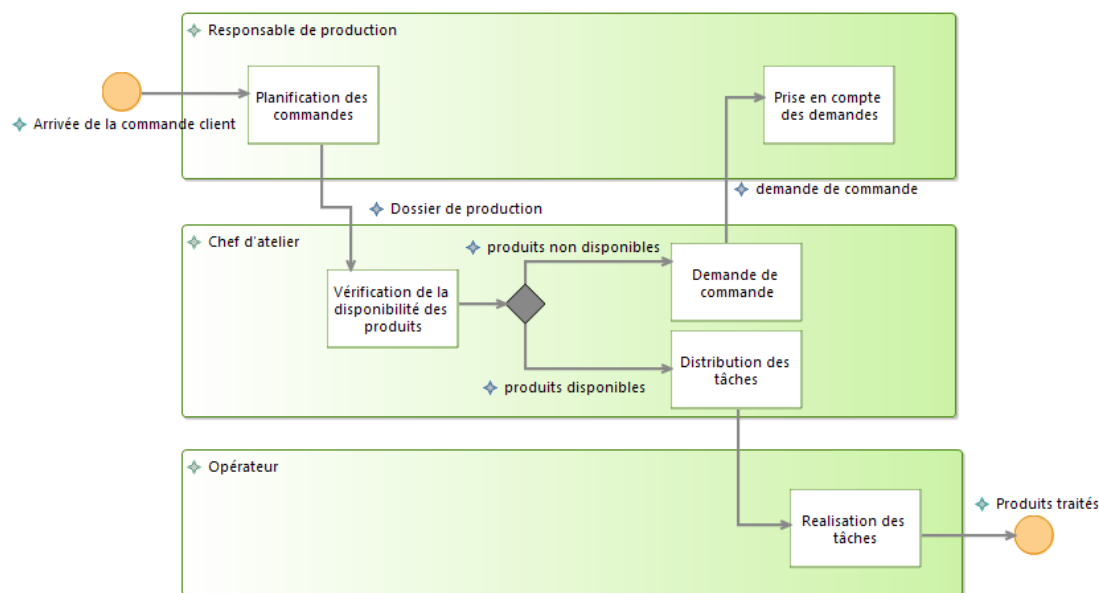 Responsable de production
Planification des
commandes
Prise en compte
des demandes
Arrivée de la commande client
demande de commande
Dossier de production
Chef d'atelier
produits non disponibles
Demande de
commande
Vérification de la
disponibilité des
produits
Distribution des
tâches
produits disponibles
Opérateur
Produits traités
Realisation des
tâches